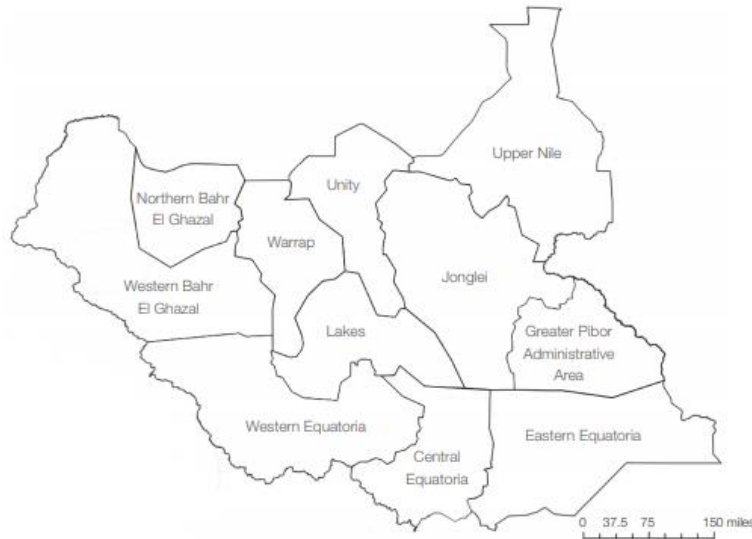 Upper Nile
Unity
Northern Bahr
El Ghazal
Warrap
Jonglei
Western Bahr
El Ghazal
Lakes
Greater Pibor
Administrative
Area
Western Equatoria
Eastern Equatoria
Central
Equatoria
0 37.5 75 150 miles